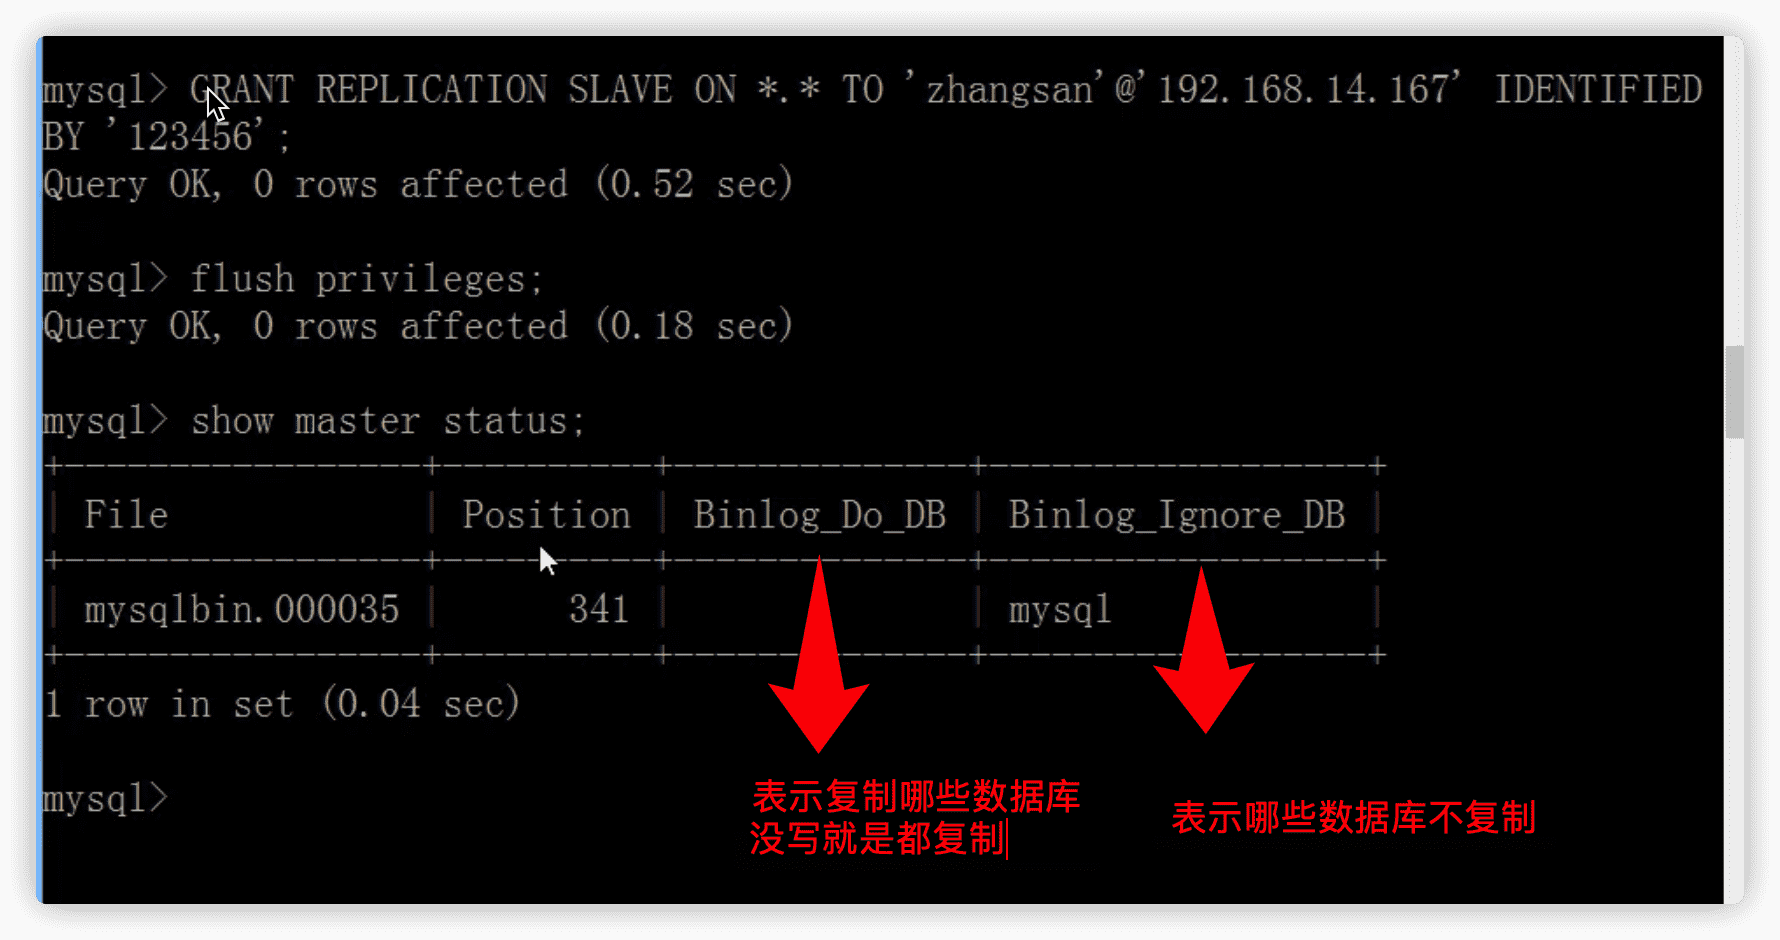 mysql> GRANT REPLICATION SLAVE ON *.* TO 'zhangsan'@'192.168.14.167' IDENTIFIED
BY '123456';
Query OK, 0 rows affected (0.52 sec)
mysql> flush privileges;
Query OK, 0 rows affected (0.18 sec)
mysql> show master status;
+-----------------+----------+--------------+------------------+
| File            | Position | Binlog_Do_DB | Binlog_Ignore_DB |
+-----------------+----------+--------------+------------------+
| mysqlbin.000035 |      341 |              | mysql            |
+-----------------+----------+--------------+------------------+
1 row in set (0.04 sec)
mysql>
表示复制哪些数据库
没写就是都复制
表示哪些数据库不复制